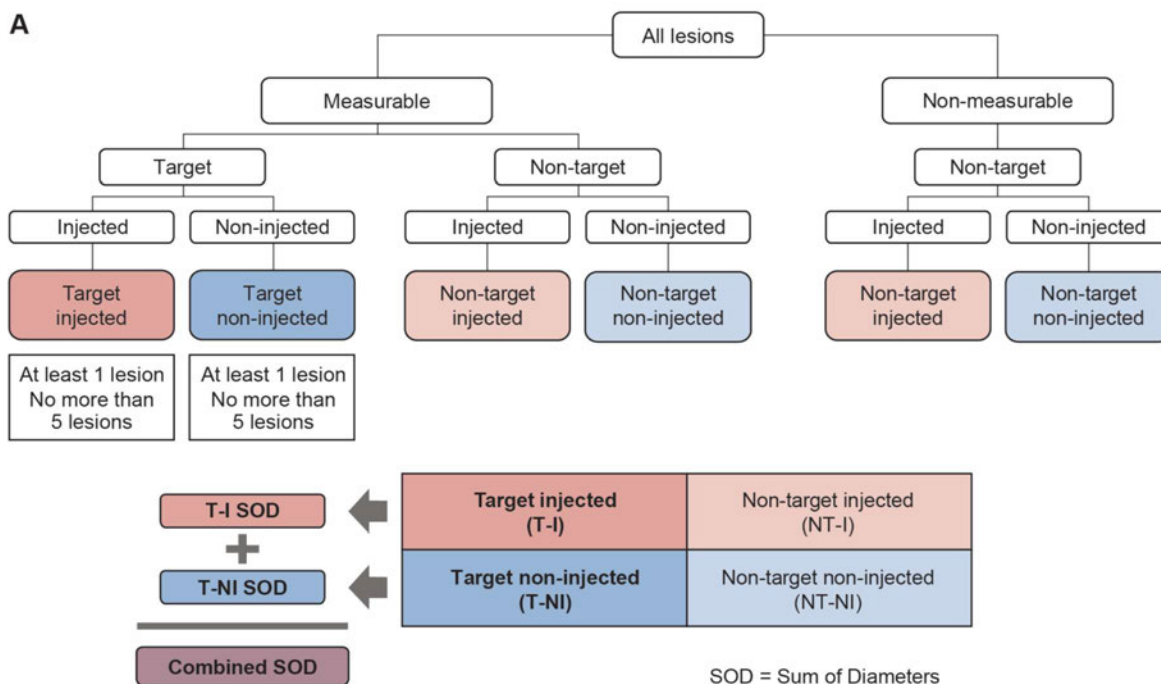 A
All lesions
Measurable
Non-measurable
Target
Non-target
Non-target
Injected
Non-injected
Injected
Non-injected
Injected
Non-injected
Target
injected
Target
non-injected
Non-target
injected
Non-target
non-injected
Non-target
injected
Non-target
non-injected
At least 1 lesion
No more than
5 lesions
At least 1 lesion
No more than
5 lesions
T-I SOD
+
T-NI SOD
Combined SOD
Target injected
(T-I)
Non-target injected
(NT-I)
Target non-injected
(T-NI)
Non-target non-injected
(NT-NI)
SOD = Sum of Diameters